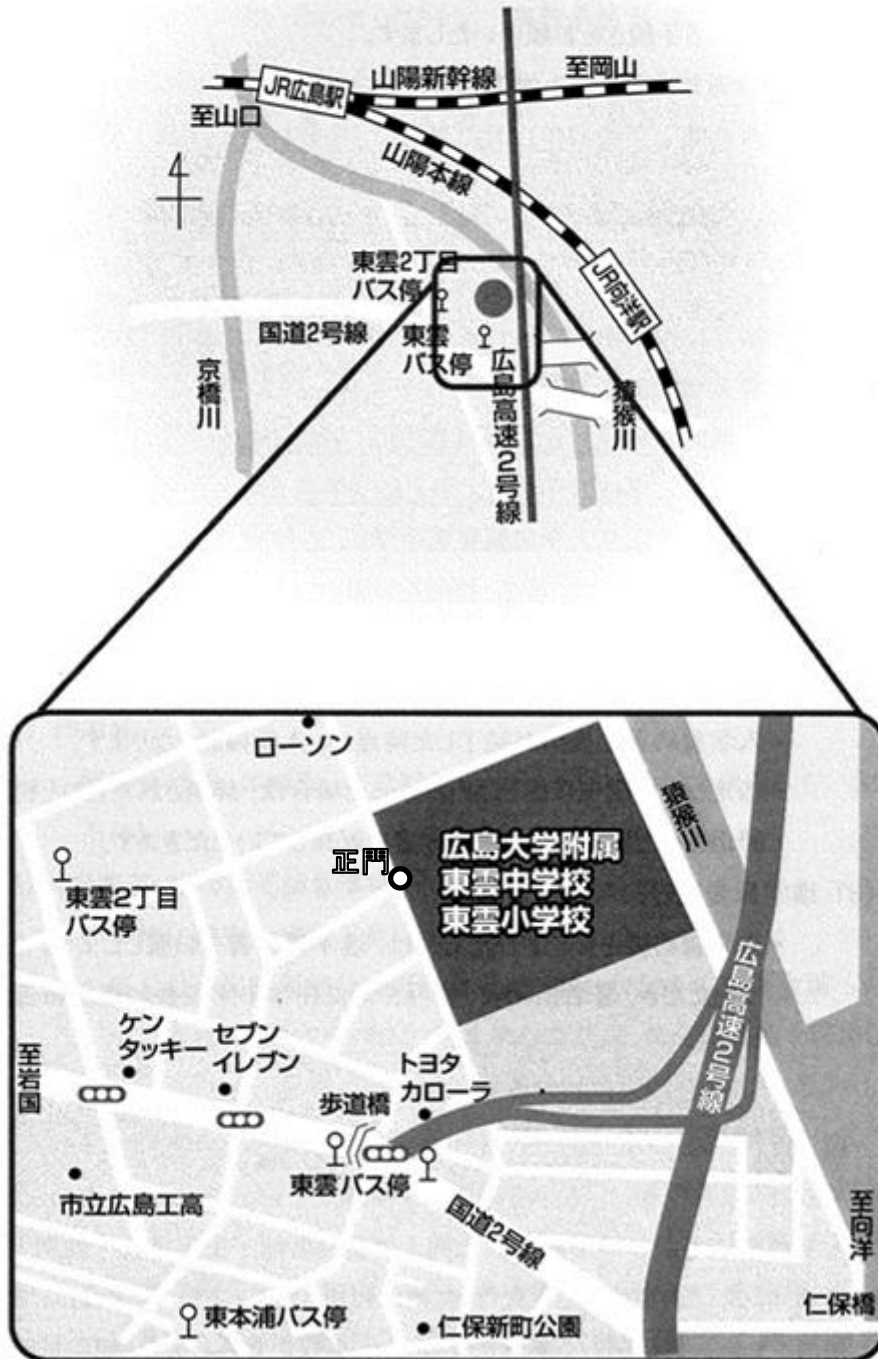 山陽新幹線
至岡山
JR広島駅
至山口
山陽本線
JR向洋駅
東雲2丁目
バス停
国道2号線
東雲
バス停
京橋川
広島高速2号線
猿猴川
ローソン
猿猴川
正門
広島大学附属
東雲中学校
東雲小学校
東雲2丁目
バス停
広島高速2号線
ケン
タッキー
セブン
イレブン
トヨタ
カローラ
至岩国
歩道橋
東雲バス停
市立広島工高
国道2号線
至向洋
仁保橋
東本浦バス停
仁保新町公園